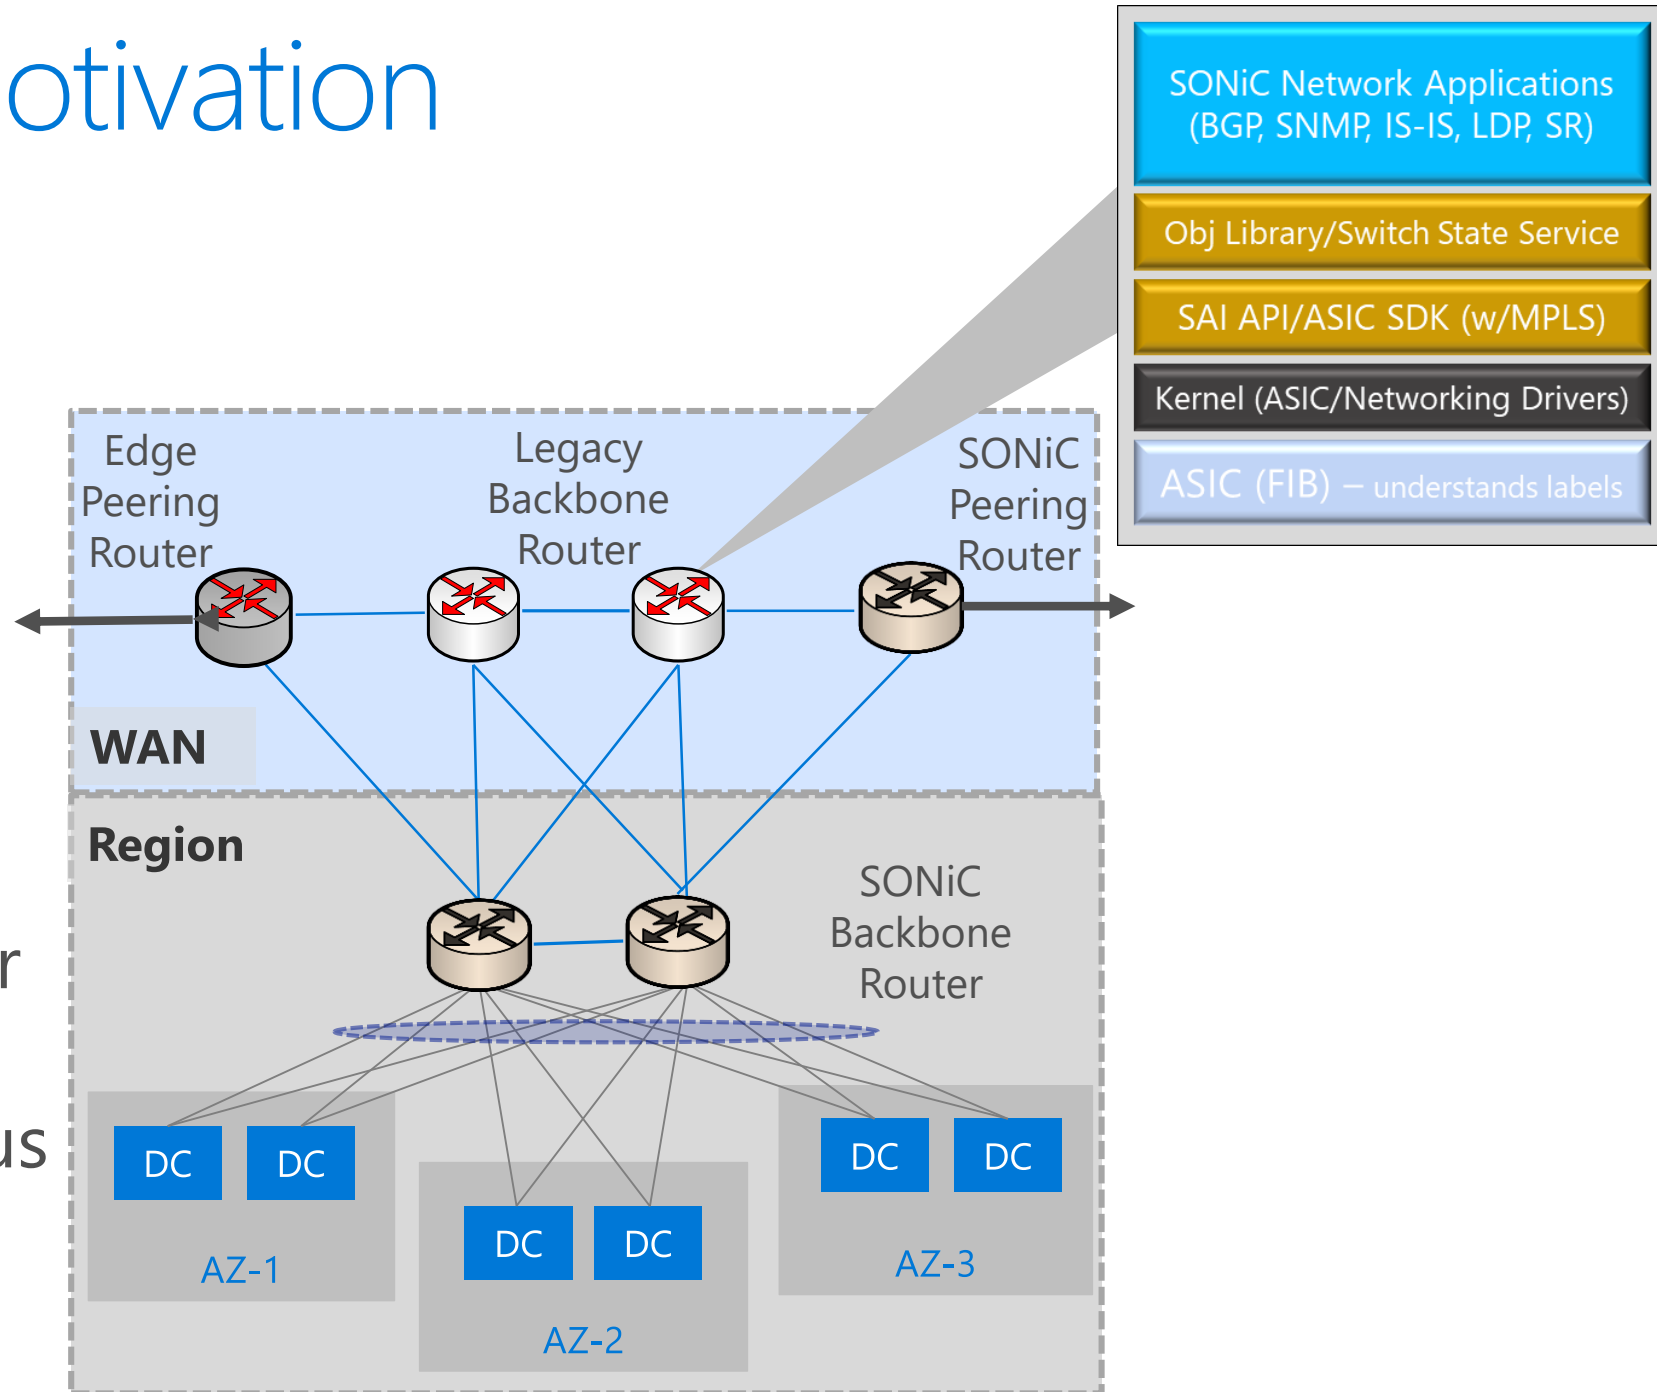 otivation
SONiC Network Applications
(BGP, SNMP, IS-IS, LDP, SR)
Obj Library/Switch State Service
SAI API/ASIC SDK (w/MPLS)
Kernel (ASIC/Networking Drivers)
ASIC (FIB) – understands labels
Edge
Peering
Router
Legacy
Backbone
Router
SONiC
Peering
Router
WAN
Region
SONiC
Backbone
Router
r
us
DC
DC
AZ-1
DC
DC
AZ-2
DC
DC
AZ-3